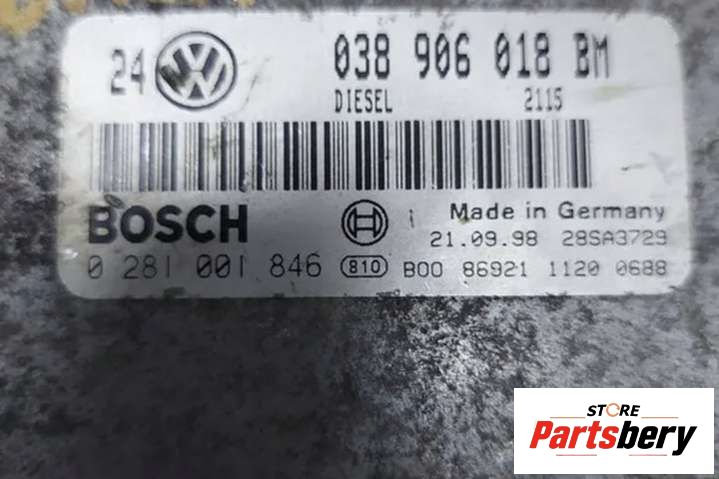 24 VW 038 906 018 BM
DIESEL 2115
BOSCH Made in Germany
21.09.98 28SA3729
0 281 001 846 810 B00 86921 1120 0688
STORE
Partsbery